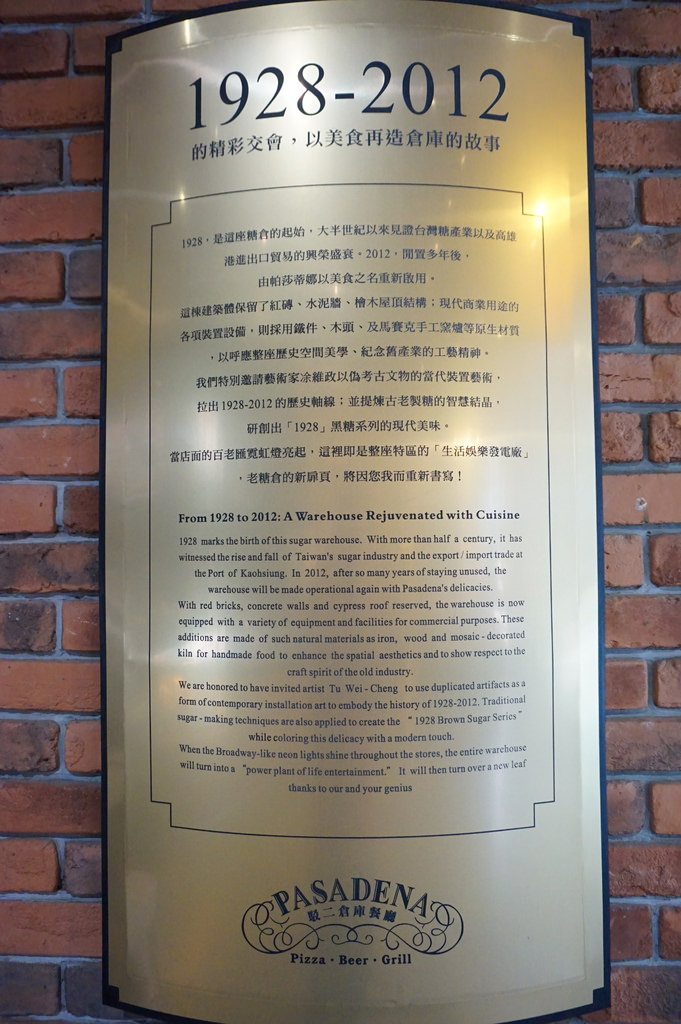 1928-2012
的精彩交會，以美食再造倉庫的故事
1928，是這座糖倉的起始，大半世紀以來見證台灣糖產業以及高雄
港進出口貿易的興榮盛衰。2012，閒置多年後，
由帕莎蒂娜以美食之名重新啟用。
這棟建築體保留了紅磚、水泥牆、檜木屋頂結構；現代商業用途的
各項裝置設備，則採用鐵件、木頭、及馬賽克手工窯爐等原生材質
，以呼應整座歷史空間美學、紀念舊產業的工藝精神。
我們特別邀請藝術家凃維政以偽考古文物的當代裝置藝術，
拉出1928-2012的歷史軸線；並提煉古老製糖的智慧結晶，
研創出「1928」黑糖系列的現代美味。
當店面的百老匯霓虹燈亮起，這裡即是整座特區的「生活娛樂發電廠」
，老糖倉的新扉頁，將因您我而重新書寫！
From 1928 to 2012: A Warehouse Rejuvenated with Cuisine
1928 marks the birth of this sugar warehouse. With more than half a century, it has
witnessed the rise and fall of Taiwan's sugar industry and the export / import trade at
the Port of Kaohsiung. In 2012, after so many years of staying unused, the
warehouse will be made operational again with Pasadena's delicacies.
With red bricks, concrete walls and cypress roof reserved, the warehouse is now
equipped with a variety of equipment and facilities for commercial purposes. These
additions are made of such natural materials as iron, wood and mosaic - decorated
kiln for handmade food to enhance the spatial aesthetics and to show respect to the
craft spirit of the old industry.
We are honored to have invited artist Tu Wei - Cheng to use duplicated artifacts as a
form of contemporary installation art to embody the history of 1928-2012. Traditional
sugar - making techniques are also applied to create the “ 1928 Brown Sugar Series ”
while coloring this delicacy with a modern touch.
When the Broadway-like neon lights shine throughout the stores, the entire warehouse
will turn into a “power plant of life entertainment.” It will then turn over a new leaf
thanks to our and your genius
PASADENA
駁二倉庫餐廳
Pizza · Beer · Grill